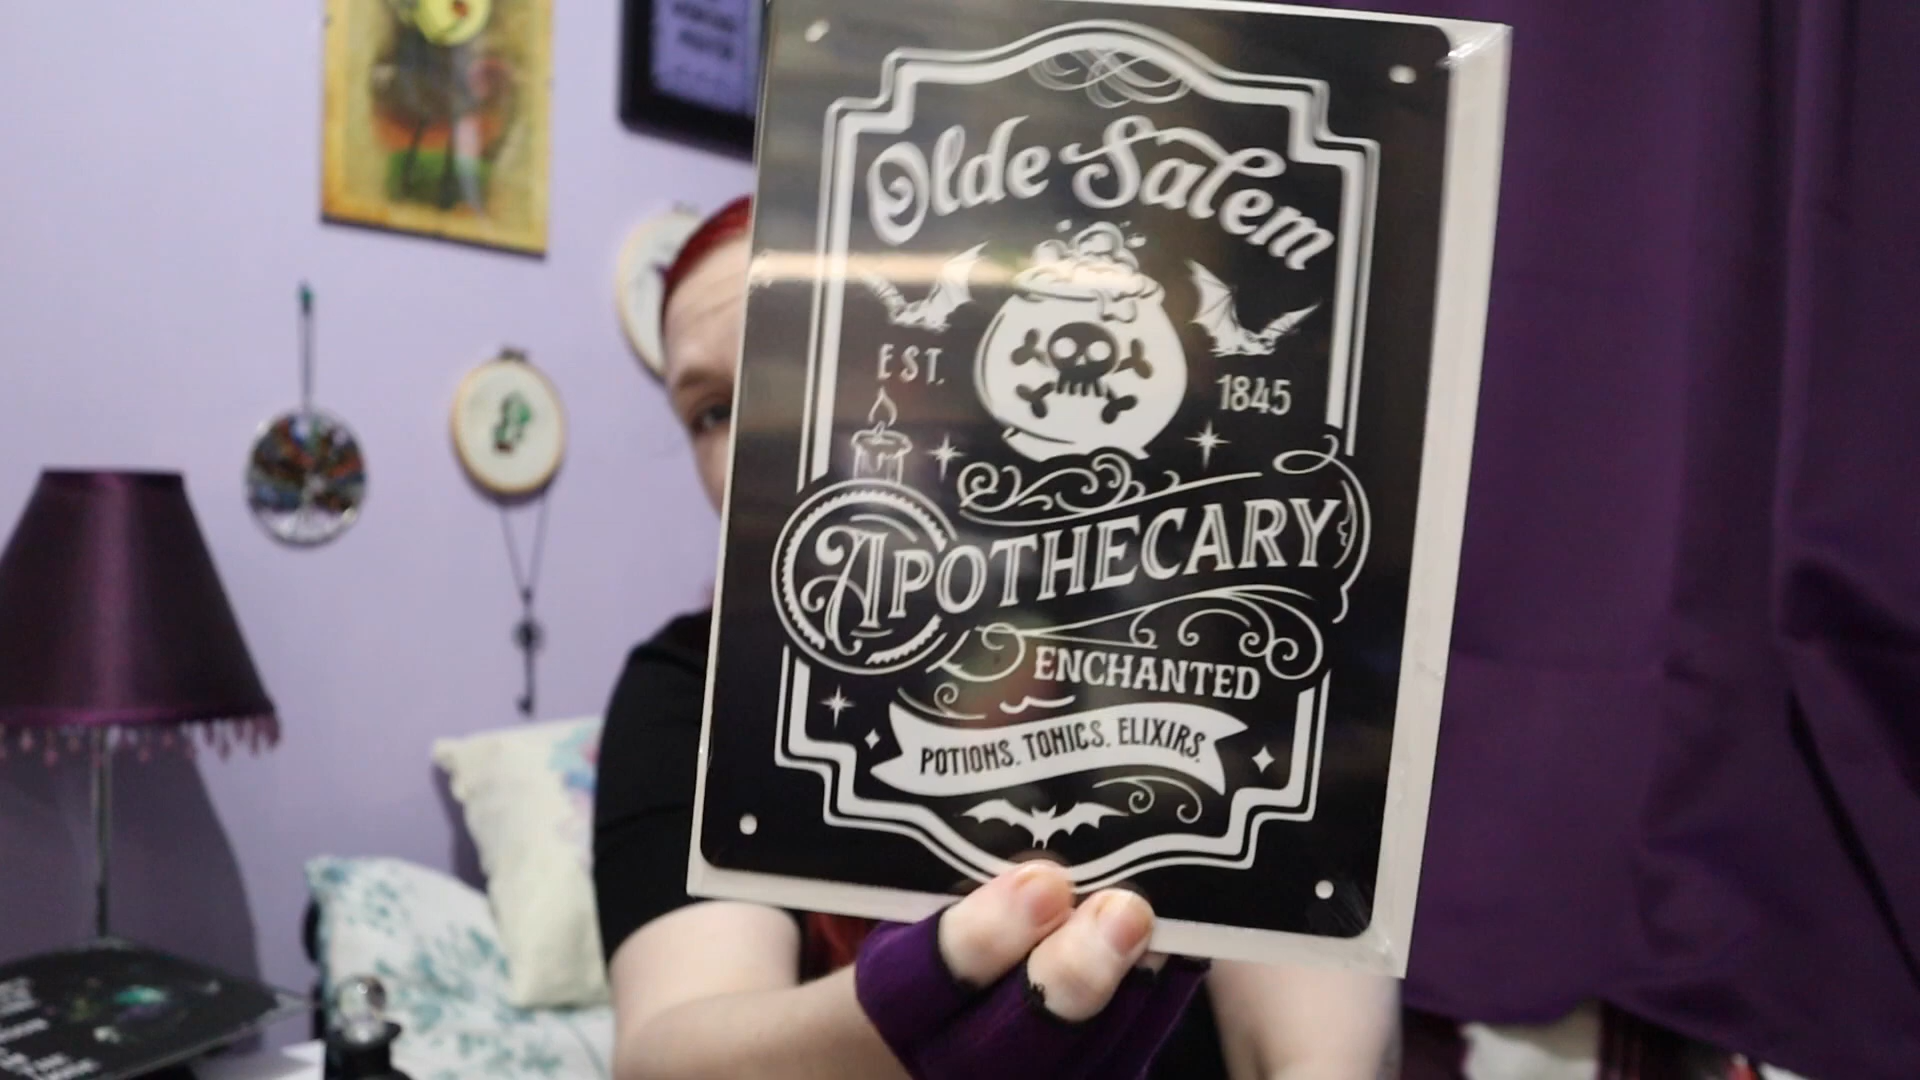 Olde Salem
EST. 1845
APOTHECARY
ENCHANTED
POTIONS. TONICS. ELIXIRS.